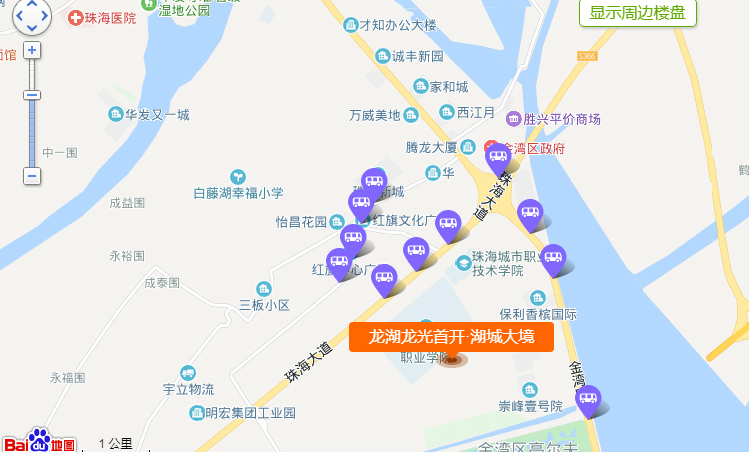 湿地公园
显示周边楼盘
才知办公大楼
珠海医院
诚丰新园
S366
家和城
华发又一城
万威美地
西江月
胜兴平价商场
中一围
腾龙大厦
金湾区政府
华
珠海大道
白藤湖幸福小学
新城
成益围
怡昌花园
红旗文化广
永裕围
珠海城市职业
技术学院
红旗
心广
成泰围
三板小区
保利香槟国际
龙湖龙光首开·湖城大境
职业学院
珠海大道
永福围
宇立物流
金湾
崇峰壹号院
明宏集团工业园
Bai du 地图
1 公里
金湾区高尔夫